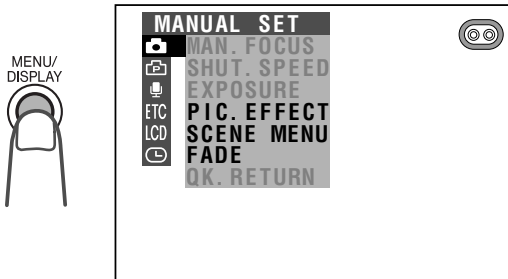 MENU/
DISPLAY
MANUAL SET
MAN. FOCUS
SHUT. SPEED
EXPOSURE
ETC PIC. EFFECT
LCD SCENE MENU
FADE
QK. RETURN